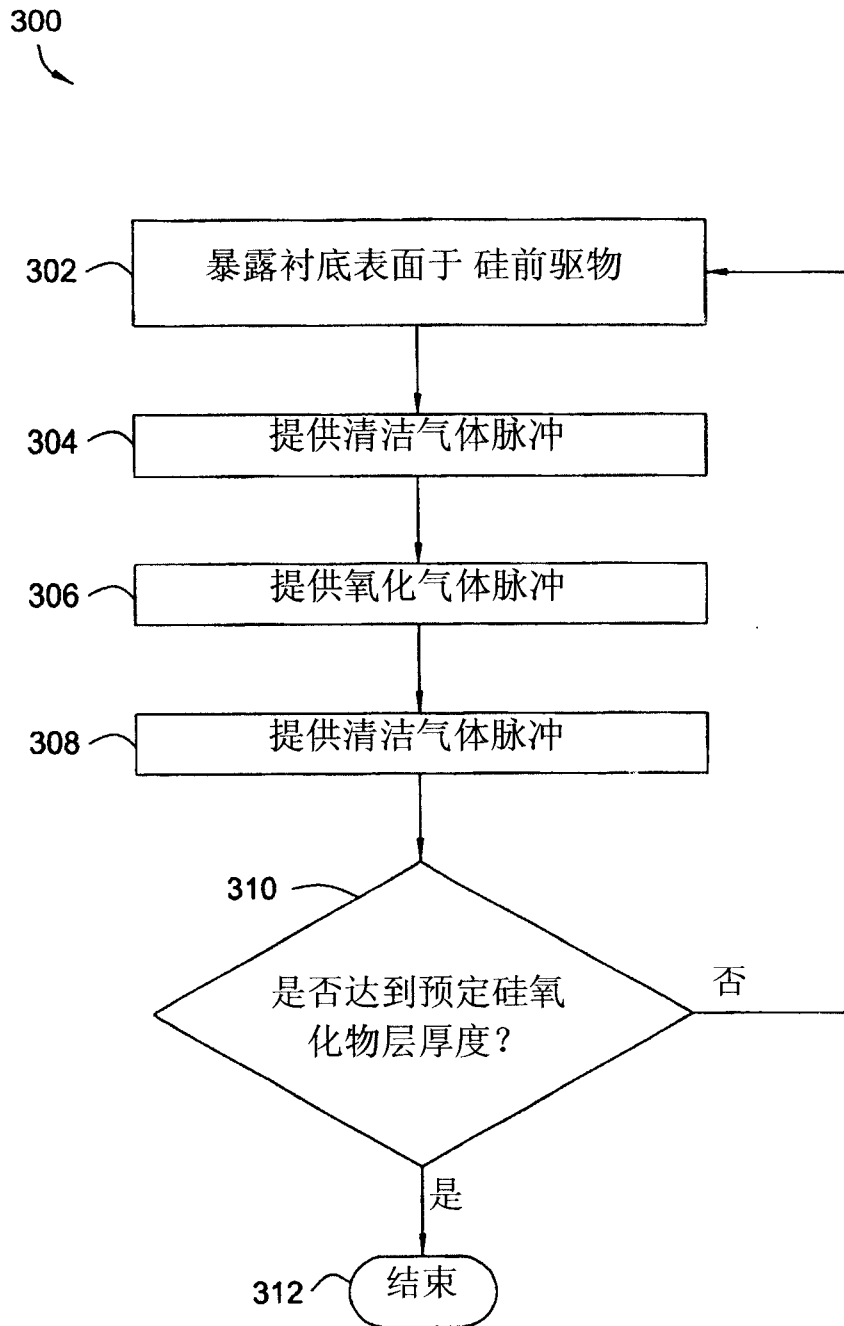 300
302
暴露衬底表面于 硅前驱物
304
提供清洁气体脉冲
306
提供氧化气体脉冲
308
提供清洁气体脉冲
310
是否达到预定硅氧
化物层厚度？
否
是
312
结束